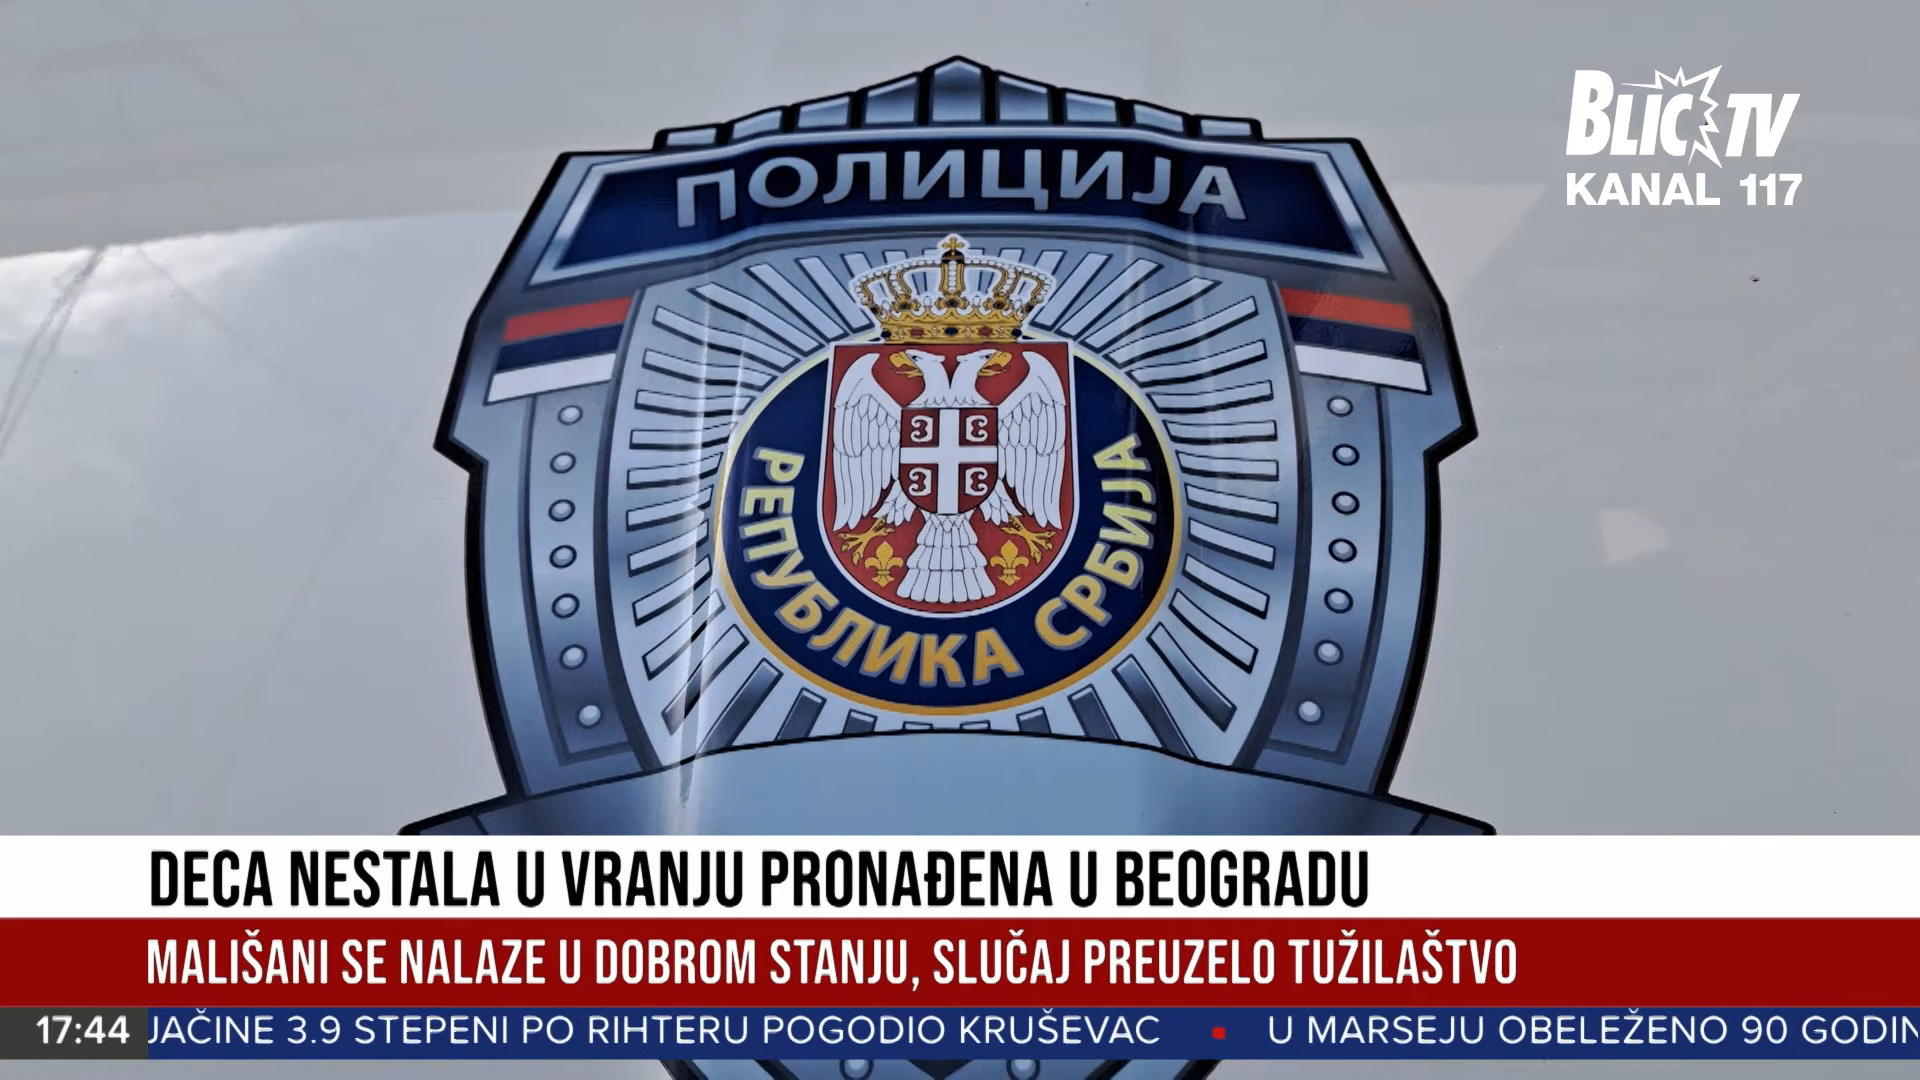 BLIC TV
KANAL 117
ПОЛИЦИЈА
РЕПУБЛИКА СРБИЈА
DECA NESTALA U VRANJU PRONAĐENA U BEOGRADU
MALIŠANI SE NALAZE U DOBROM STANJU, SLUČAJ PREUZELO TUŽILAŠTVO
17:44 JAČINE 3.9 STEPENI PO RIHTERU POGODIO KRUŠEVAC • U MARSEJU OBELEŽENO 90 GODIN